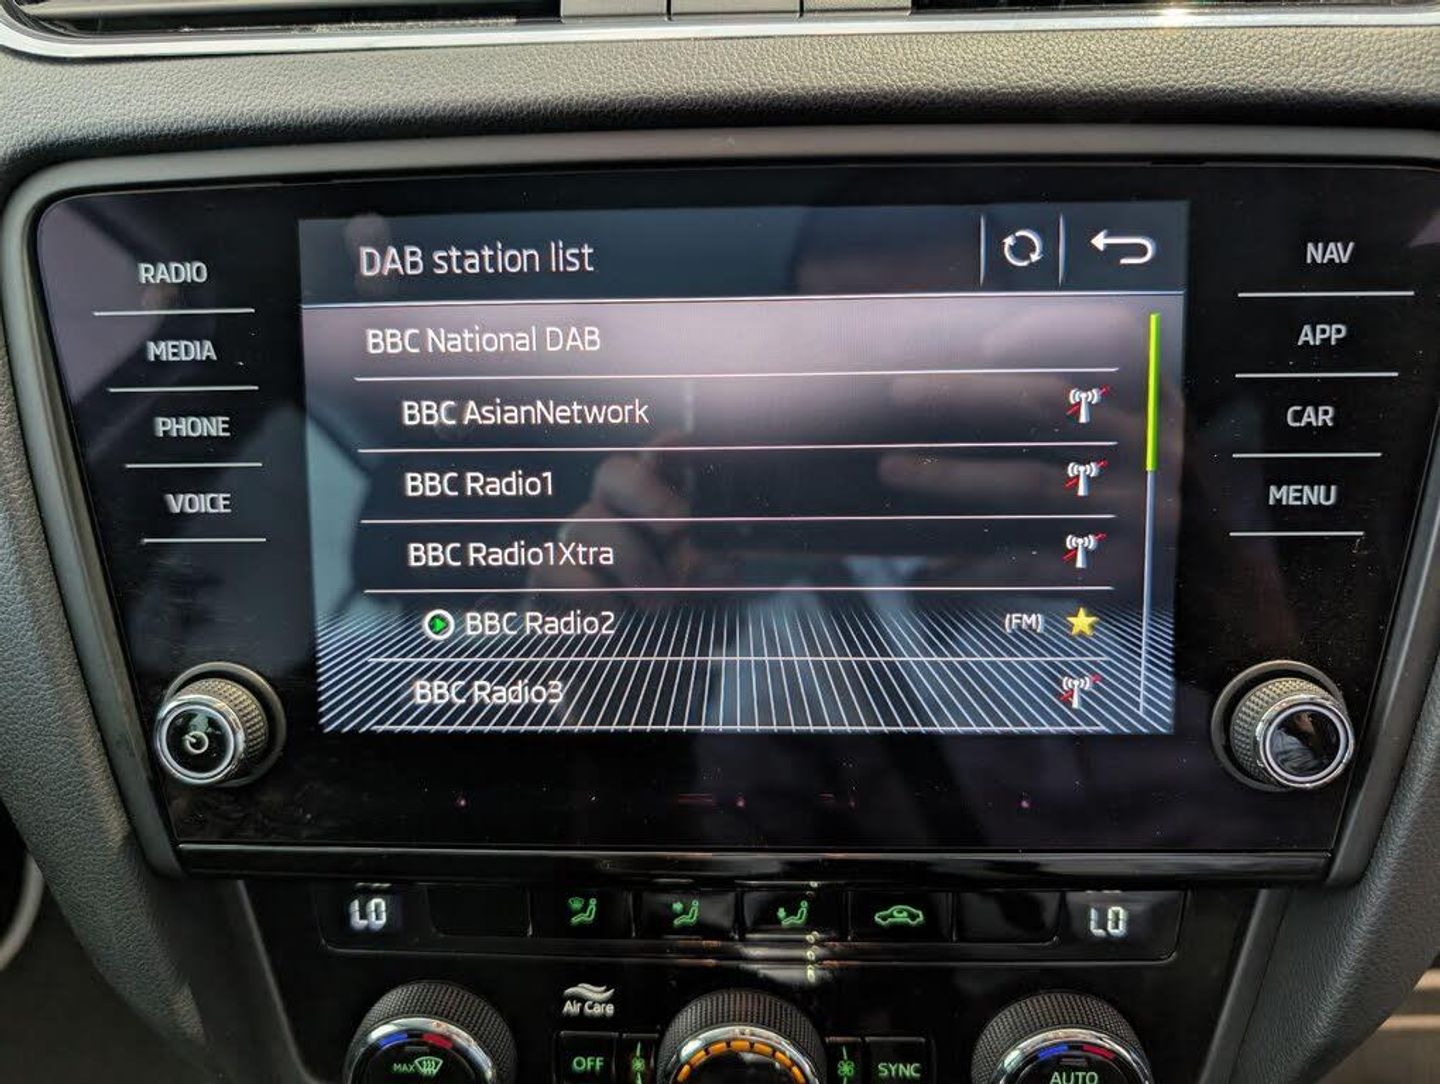 DAB station list
RADIO
MEDIA
PHONE
VOICE
BBC National DAB
BBC AsianNetwork
BBC Radio1
BBC Radio1Xtra
BBC Radio2 (FM)
BBC Radio3
NAV
APP
CAR
MENU
LO
LO
Air Care
MAX
OFF
SYNC
AUTO